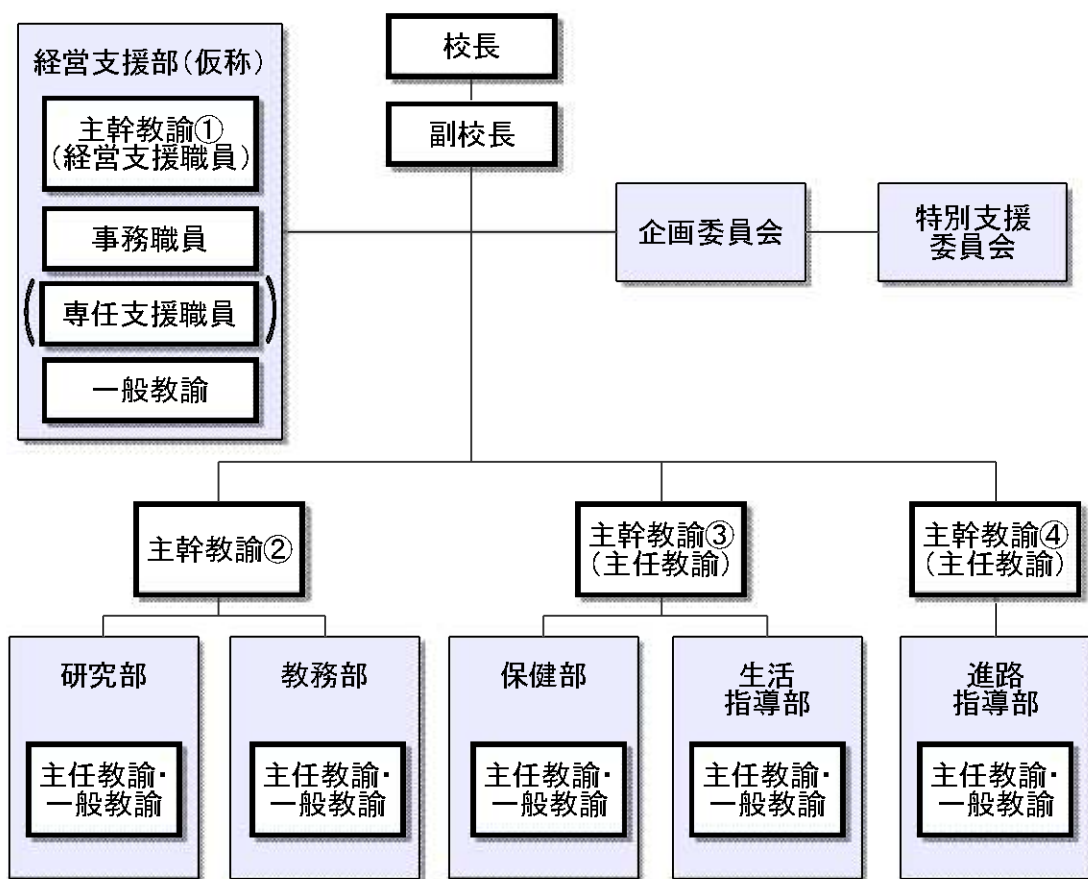 経営支援部(仮称)
主幹教諭①
(経営支援職員)
事務職員
(専任支援職員)
一般教諭
校長
副校長
企画委員会
特別支援
委員会
主幹教諭②
主幹教諭③
(主任教諭)
主幹教諭④
(主任教諭)
研究部
主任教諭・
一般教諭
教務部
主任教諭・
一般教諭
保健部
主任教諭・
一般教諭
生活
指導部
主任教諭・
一般教諭
進路
指導部
主任教諭・
一般教諭